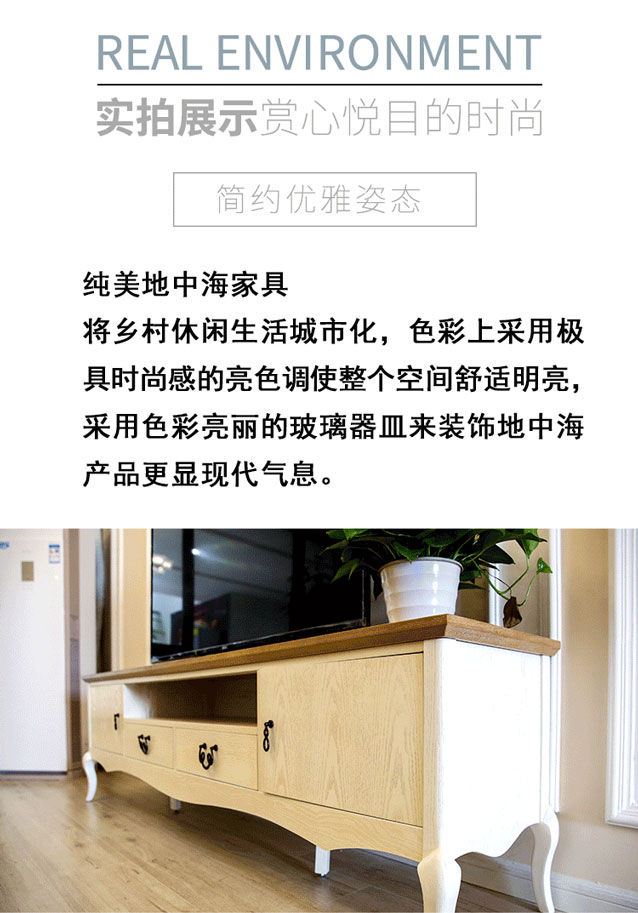 REAL ENVIRONMENT
实拍展示赏心悦目的时尚
简约优雅姿态
纯美地中海家具
将乡村休闲生活城市化，色彩上采用极
具时尚感的亮色调使整个空间舒适明亮，
采用色彩亮丽的玻璃器皿来装饰地中海
产品更显现代气息。